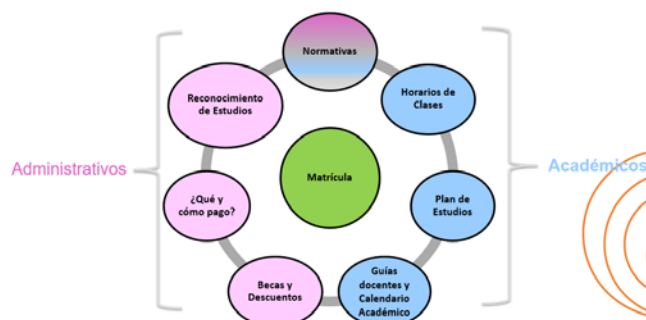 Normativas
Reconocimiento
de Estudios
Horarios de
Clases
Administrativos
Matrícula
Académicos
¿Qué y
cómo pago?
Plan de
Estudios
Becas y
Descuentos
Guías
docentes y
Calendario
Académico